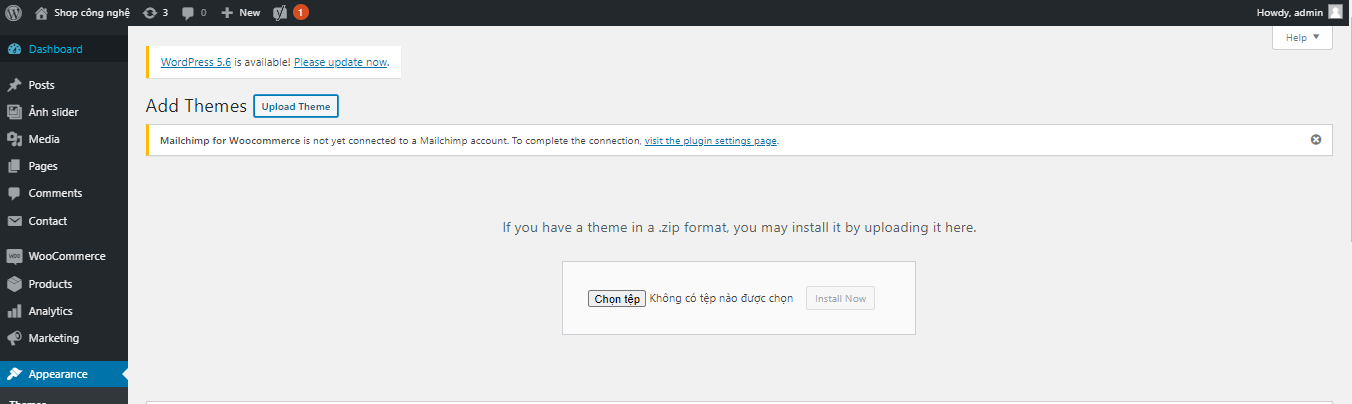 Shop công nghệ 3 0 New 1 Howdy, admin
Help
Dashboard
Posts
Ảnh slider
Media
Pages
Comments
Contact
WooCommerce
Products
Analytics
Marketing
Appearance
Themes
WordPress 5.6 is available! Please update now.
Add Themes Upload Theme
Mailchimp for Woocommerce is not yet connected to a Mailchimp account. To complete the connection, visit the plugin settings page.
If you have a theme in a .zip format, you may install it by uploading it here.
Chọn tệp Không có tệp nào được chọn Install Now